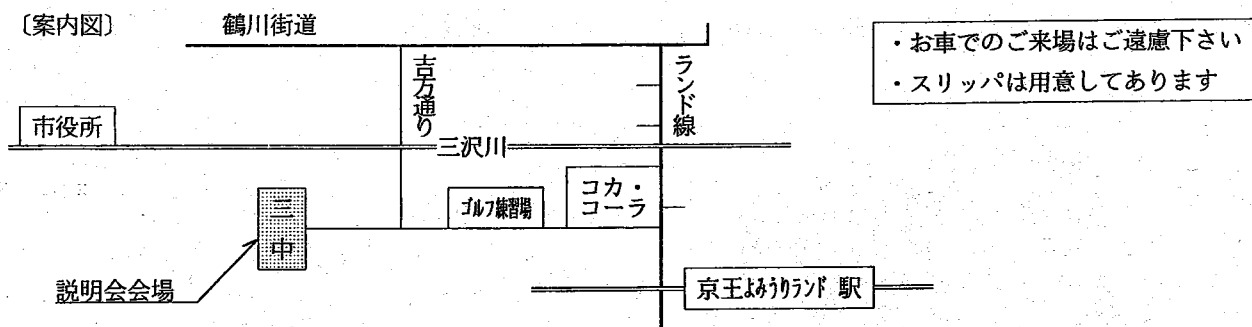 〔案内図〕
鶴川街道
・お車でのご来場はご遠慮下さい
・スリッパは用意してあります
吉方通り
ランド線
市役所
三沢川
三中
ゴルフ練習場
コカ・
コーラ
説明会会場
京王よみうりランド 駅